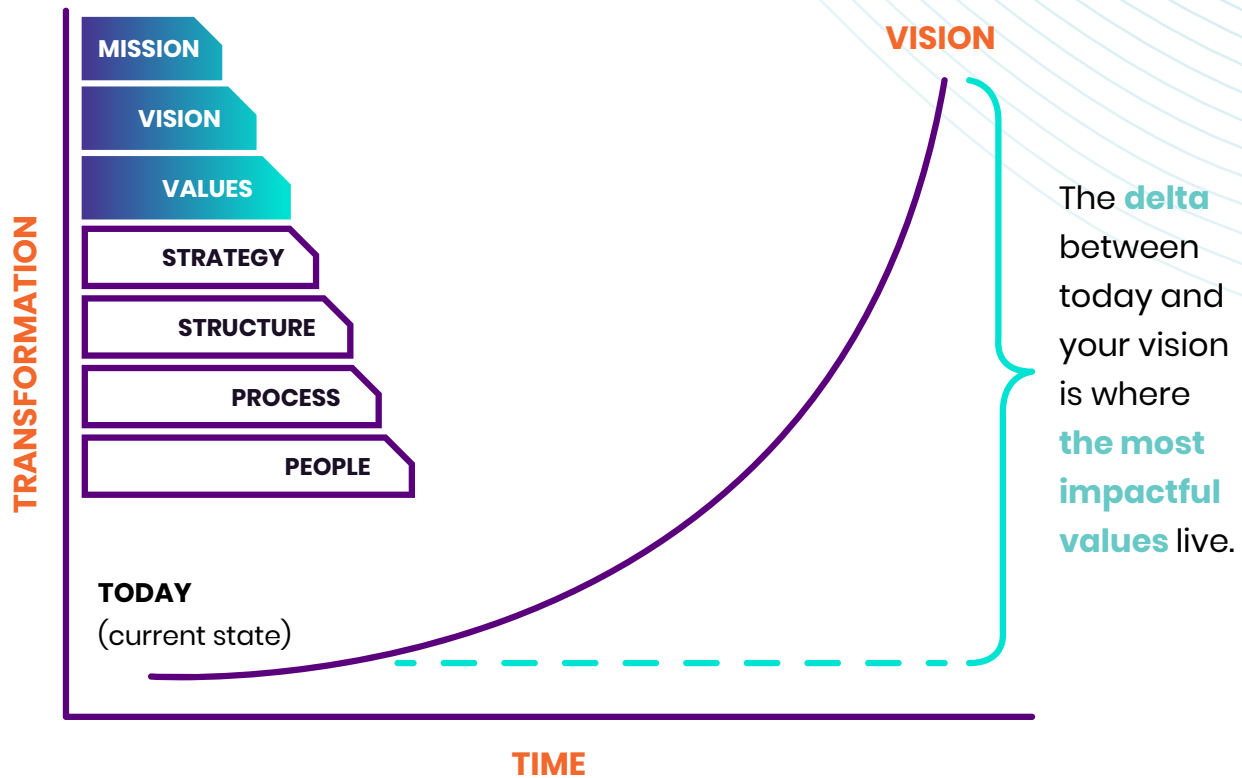 MISSION
VISION
VALUES
STRATEGY
STRUCTURE
PROCESS
PEOPLE
TRANSFORMATION
TODAY
(current state)
TIME
VISION
The delta
between
today and
your vision
is where
the most
impactful
values live.